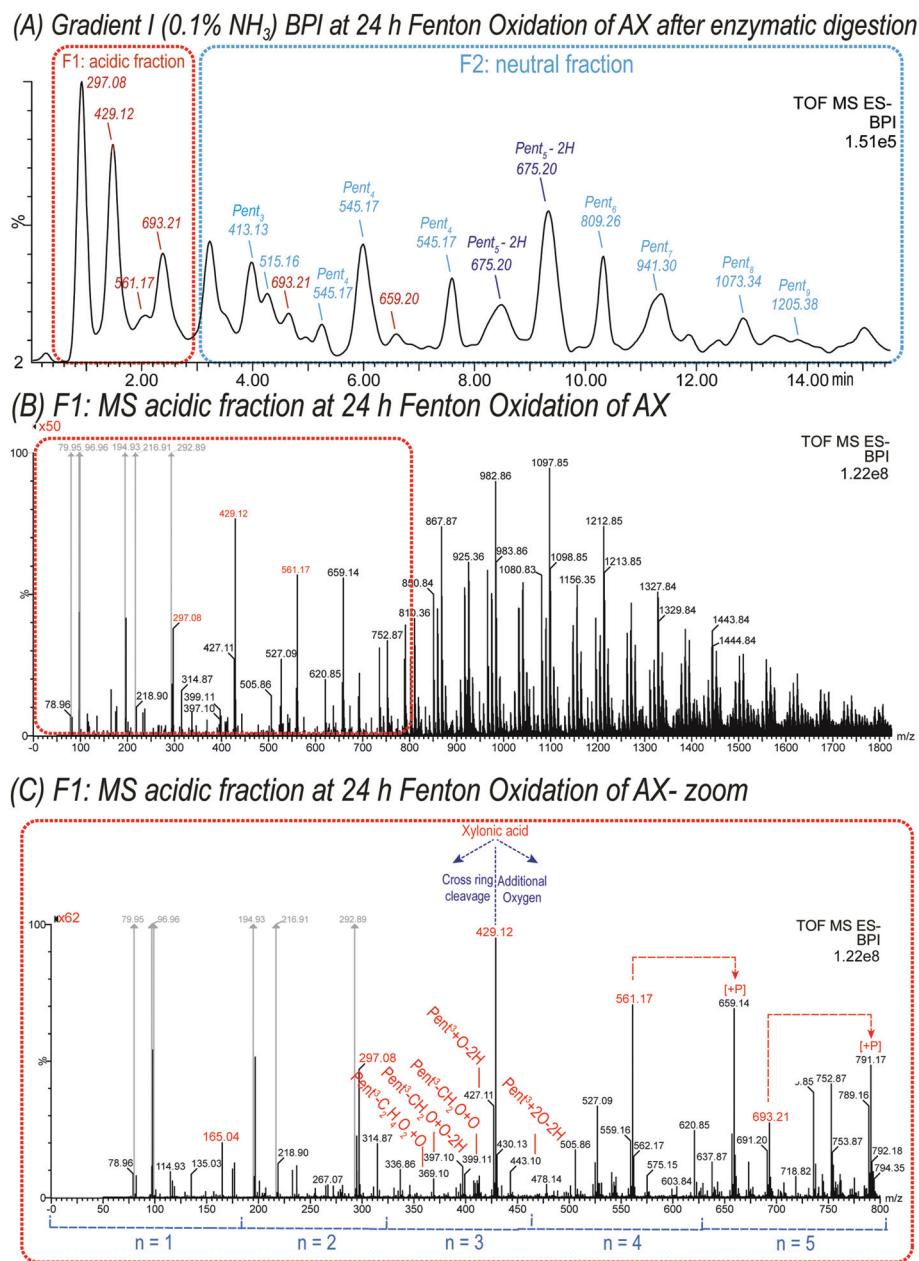 (A) Gradient I (0.1% NH₃) BPI at 24 h Fenton Oxidation of AX after enzymatic digestion
F1: acidic fraction
F2: neutral fraction
TOF MS ES-
BPI
1.51e5
297.08
429.12
561.17
693.21
Pent₃
413.13
515.16
693.21
Pent₄
545.17
Pent₄
545.17
659.20
Pent₄
545.17
Pent₅ - 2H
675.20
Pent₅ - 2H
675.20
Pent₆
809.26
Pent₇
941.30
Pent₈
1073.34
Pent₉
1205.38
%
2
2.00
4.00
6.00
8.00
10.00
12.00
14.00 min
(B) F1: MS acidic fraction at 24 h Fenton Oxidation of AX
x50
TOF MS ES-
BPI
1.22e8
100
%
79.95
96.96
194.93
216.91
292.89
78.96
218.90
297.08
314.87
399.11
397.10
427.11
429.12
505.86
527.09
561.17
620.85
659.14
752.87
810.36
850.84
867.87
925.36
982.86
983.86
1080.83
1097.85
1098.85
1156.35
1212.85
1213.85
1327.84
1329.84
1443.84
1444.84
-0
-0 100 200 300 400 500 600 700 800 900 1000 1100 1200 1300 1400 1500 1600 1700 1800 m/z
(C) F1: MS acidic fraction at 24 h Fenton Oxidation of AX- zoom
Xylonic acid
Cross ring
cleavage
Additional
Oxygen
x62
TOF MS ES-
BPI
1.22e8
100
%
-0
79.95
96.96
194.93
216.91
292.89
429.12
561.17
[+P]
659.14
693.21
[+P]
791.17
Pent³-C₂H₄O₂+O
Pent³-CH₂O+O-2H
Pent³-CH₂O+O
Pent³+O-2H
Pent³+2O-2H
78.96
114.93
135.03
165.04
218.90
267.07
297.08
314.87
336.86
369.10
397.10
399.11
427.11
430.13
443.10
478.14
505.86
527.09
559.16
562.17
575.15
603.84
620.85
637.87
691.20
718.82
752.87
753.87
789.16
792.18
794.35
50 100 150 200 250 300 350 400 450 500 550 600 650 700 750 800
m/z
n = 1
n = 2
n = 3
n = 4
n = 5